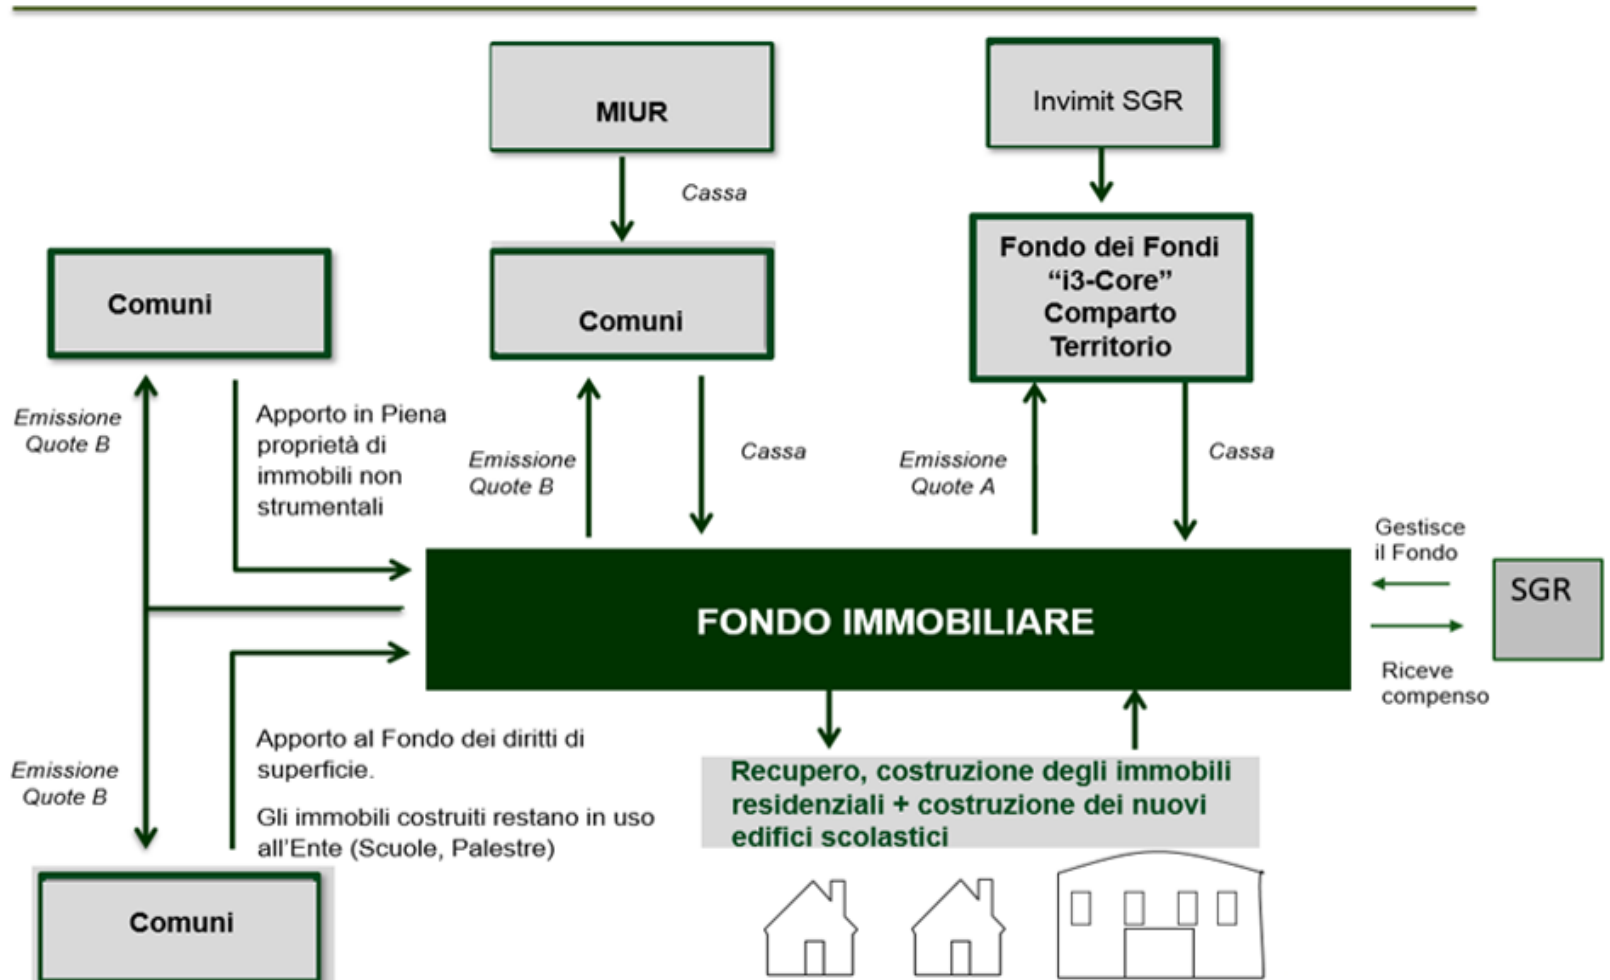 MIUR
Invimit SGR
Cassa
Fondo dei Fondi
“i3-Core”
Comparto
Territorio
Comuni
Comuni
Emissione
Quote B
Apporto in Piena
proprietà di
immobili non
strumentali
Emissione
Quote B
Cassa
Emissione
Quote A
Cassa
Gestisce
il Fondo
SGR
FONDO IMMOBILIARE
Riceve
compenso
Emissione
Quote B
Apporto al Fondo dei diritti di
superficie.
Gli immobili costruiti restano in uso
all’Ente (Scuole, Palestre)
Recupero, costruzione degli immobili
residenziali + costruzione dei nuovi
edifici scolastici
Comuni